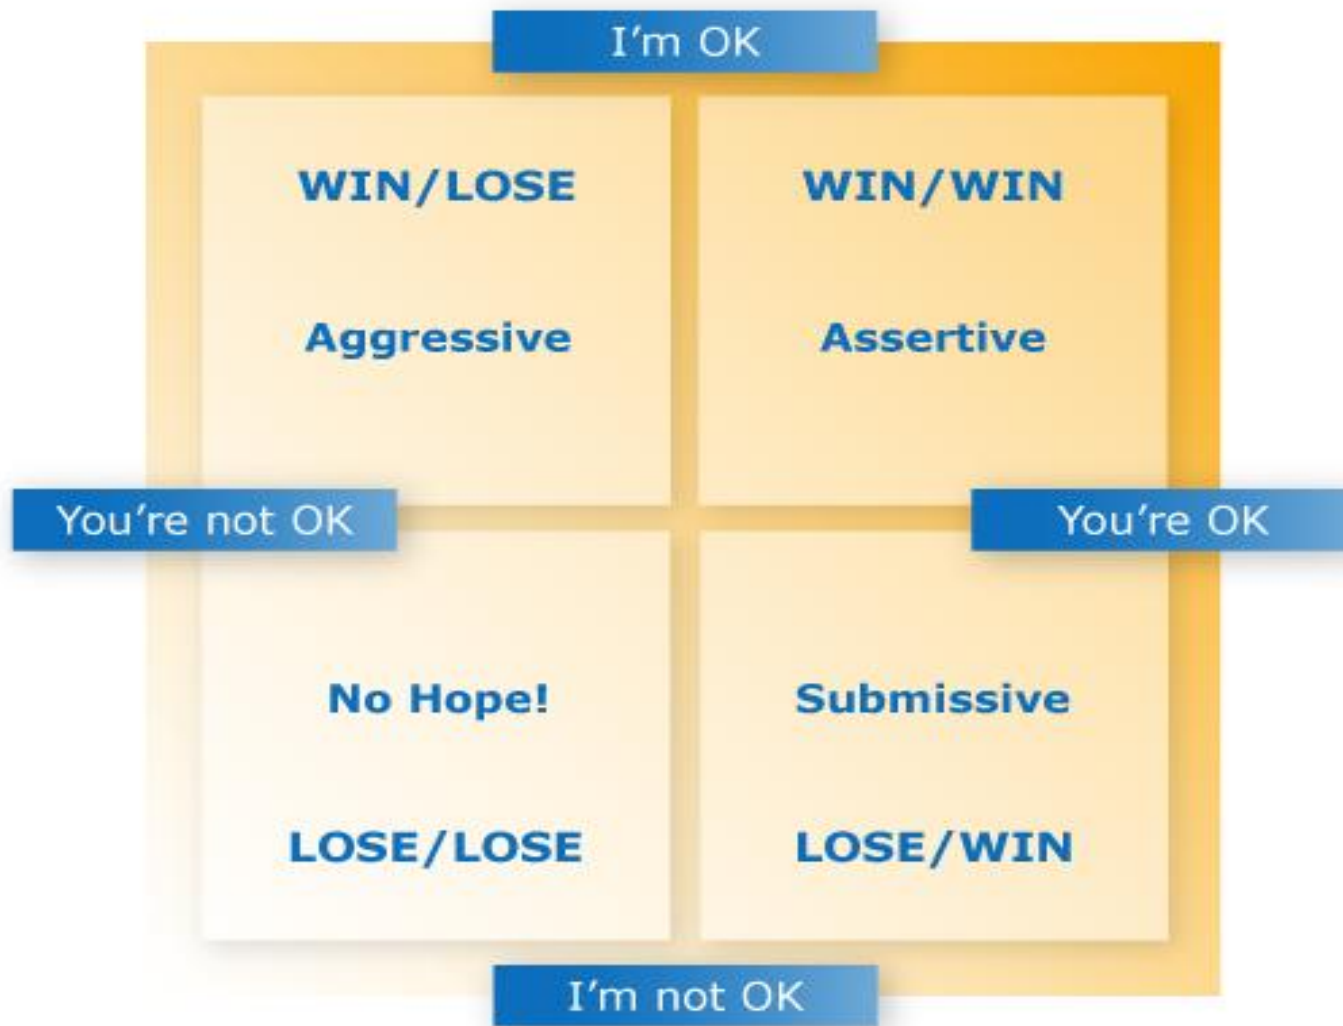 I'm OK
WIN/LOSE
WIN/WIN
Aggressive
Assertive
You're not OK
You're OK
No Hope!
Submissive
LOSE/LOSE
LOSE/WIN
I'm not OK